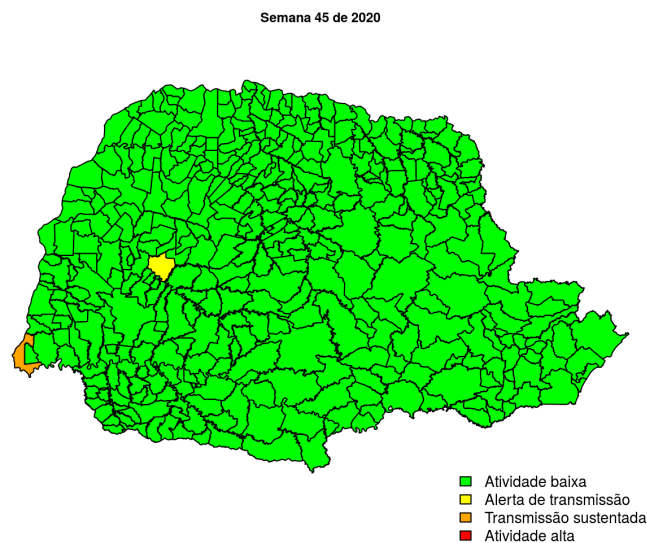 Semana 45 de 2020
Atividade baixa
Alerta de transmissão
Transmissão sustentada
Atividade alta